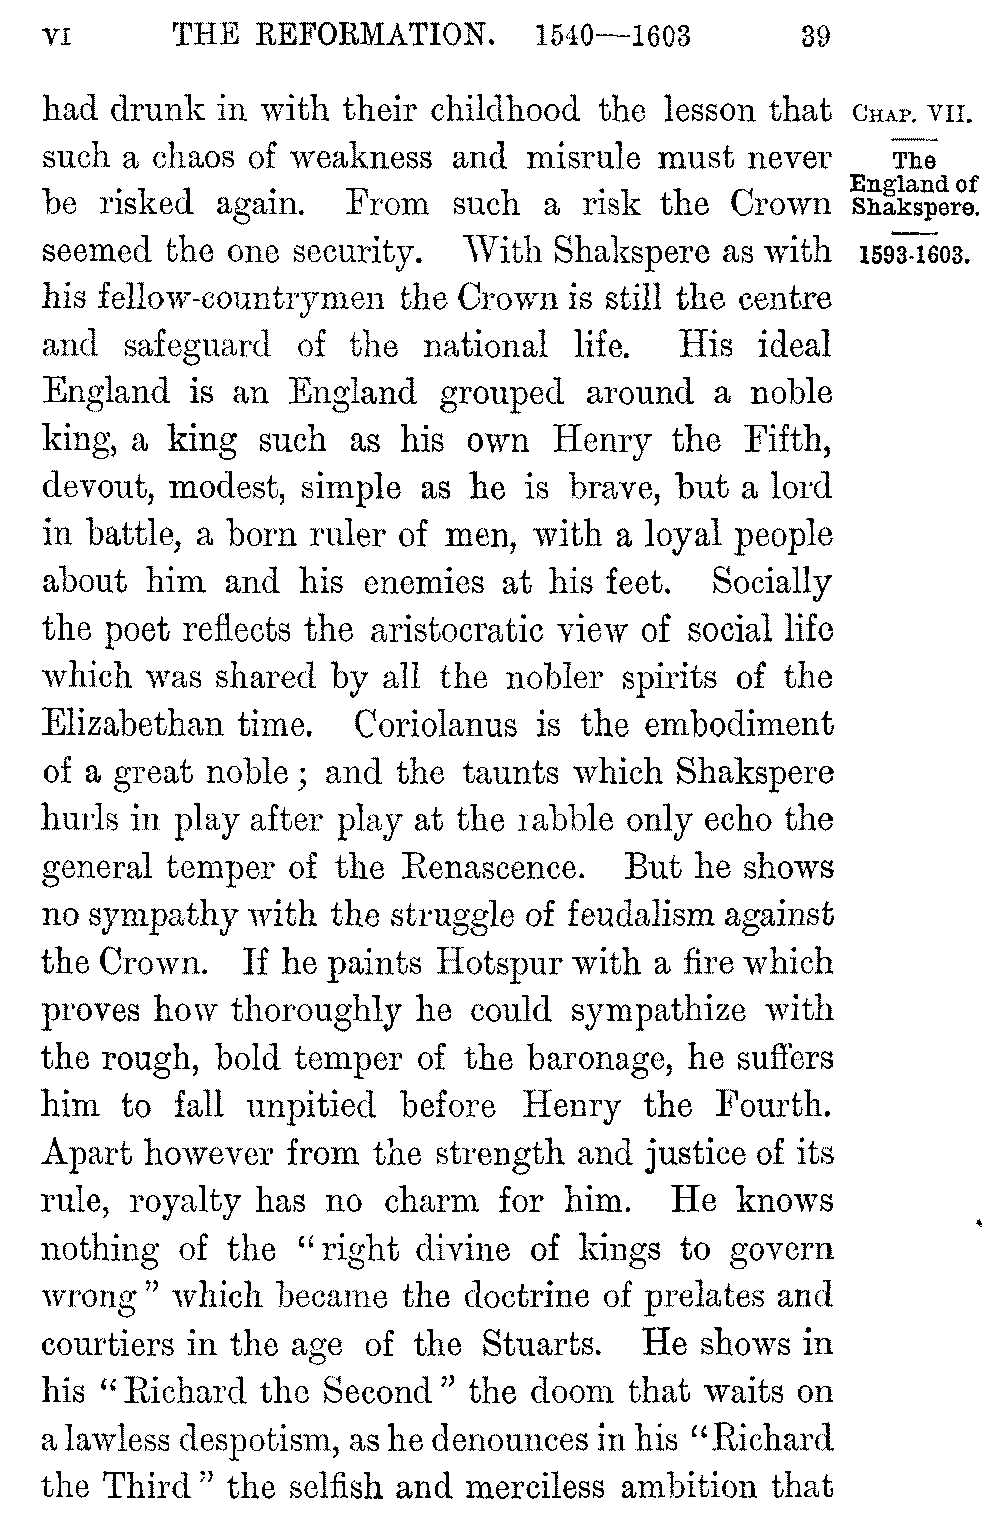 VI THE REFORMATION. 1540—1603 39
had drunk in with their childhood the lesson that
such a chaos of weakness and misrule must never
be risked again. From such a risk the Crown
seemed the one security. With Shakspere as with
his fellow-countrymen the Crown is still the centre
and safeguard of the national life. His ideal
England is an England grouped around a noble
king, a king such as his own Henry the Fifth,
devout, modest, simple as he is brave, but a lord
in battle, a born ruler of men, with a loyal people
about him and his enemies at his feet. Socially
the poet reflects the aristocratic view of social life
which was shared by all the nobler spirits of the
Elizabethan time. Coriolanus is the embodiment
of a great noble; and the taunts which Shakspere
hurls in play after play at the rabble only echo the
general temper of the Renascence. But he shows
no sympathy with the struggle of feudalism against
the Crown. If he paints Hotspur with a fire which
proves how thoroughly he could sympathize with
the rough, bold temper of the baronage, he suffers
him to fall unpitied before Henry the Fourth.
Apart however from the strength and justice of its
rule, royalty has no charm for him. He knows
nothing of the "right divine of kings to govern
wrong" which became the doctrine of prelates and
courtiers in the age of the Stuarts. He shows in
his "Richard the Second" the doom that waits on
a lawless despotism, as he denounces in his "Richard
the Third" the selfish and merciless ambition that
CHAP. VII.
The
England of
Shakspere.
1593-1603.